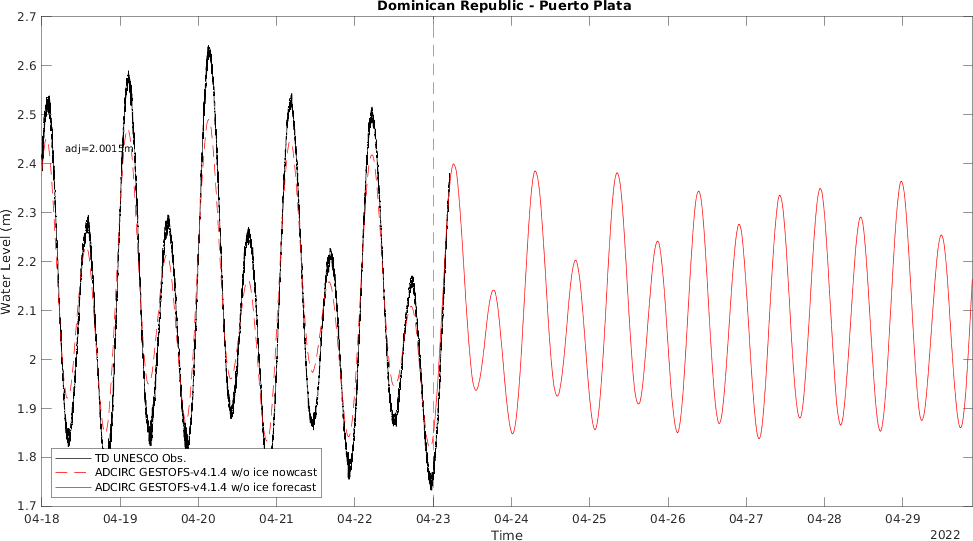 Dominican Republic - Puerto Plata
2.7
2.6
2.5
2.4
2.3
2.2
2.1
2
1.9
1.8
1.7
Water Level (m)
adj=2.0015m
TD UNESCO Obs.
ADCIRC GESTOFS-v4.1.4 w/o ice nowcast
ADCIRC GESTOFS-v4.1.4 w/o ice forecast
04-18 04-19 04-20 04-21 04-22 04-23 04-24 04-25 04-26 04-27 04-28 04-29
Time
2022